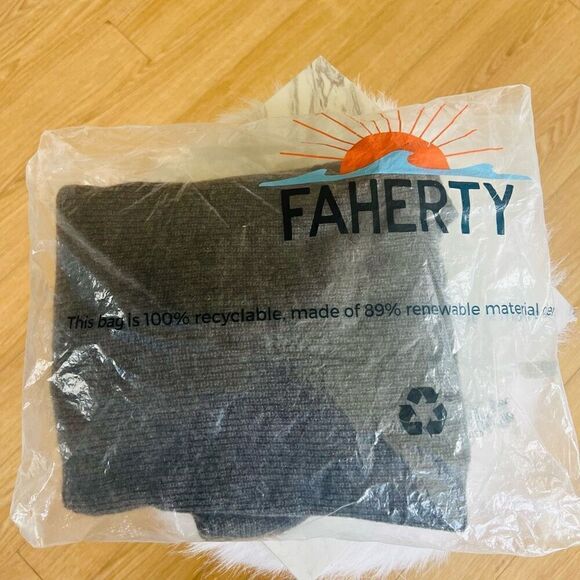 FAHERTY
This bag is 100% recyclable, made of 89% renewable material